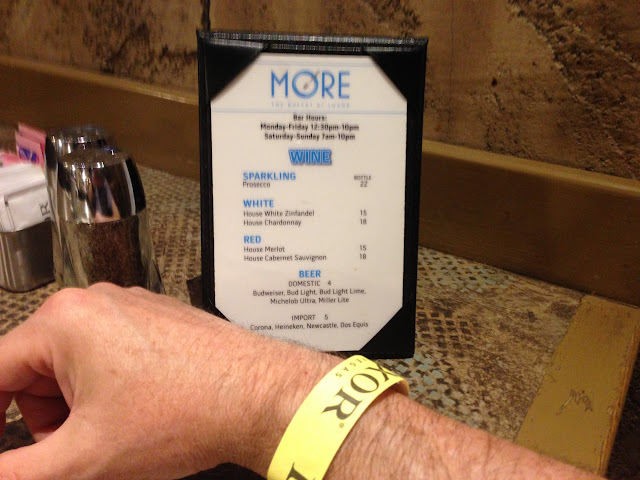 MORE
THE BUFFET AT LUXOR
Bar Hours:
Monday-Friday 12:30pm-10pm
Saturday-Sunday 7am-10pm
WINE
SPARKLING BOTTLE
Prosecco 22
WHITE
House White Zinfandel 15
House Chardonnay 18
RED
House Merlot 15
House Cabernet Sauvignon 18
BEER
DOMESTIC 4
Budweiser, Bud Light, Bud Light Lime,
Michelob Ultra, Miller Lite
IMPORT 5
Corona, Heineken, Newcastle, Dos Equis
XOR®
EGAS